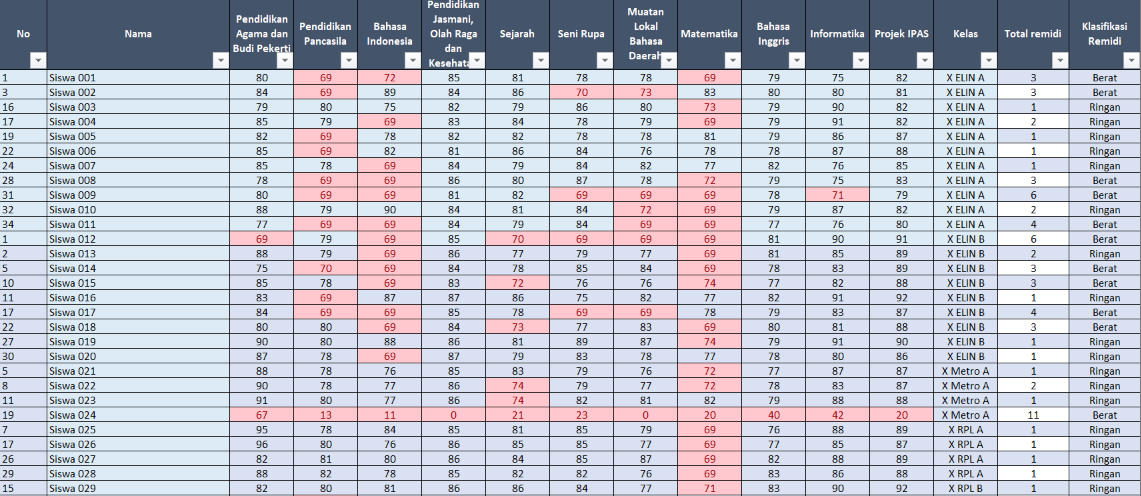 No Nama Pendidikan Agama dan Budi Pekerti Pendidikan Pancasila Bahasa Indonesia Pendidikan Jasmani, Olah Raga dan Kesehatan Sejarah Seni Rupa Muatan Lokal Bahasa Daerah Matematika Bahasa Inggris Informatika Projek IPAS Kelas Total remidi Klasifikasi Remidi
1 Siswa 001 80 69 72 85 81 78 78 69 79 75 82 X ELIN A 3 Berat
3 Siswa 002 84 69 89 84 86 70 73 83 80 80 81 X ELIN A 3 Berat
16 Siswa 003 79 80 75 82 79 86 80 73 79 90 82 X ELIN A 1 Ringan
17 Siswa 004 85 79 69 83 84 78 79 69 79 91 82 X ELIN A 2 Ringan
19 Siswa 005 82 69 78 82 82 78 78 81 79 86 87 X ELIN A 1 Ringan
22 Siswa 006 85 69 82 81 86 84 76 78 78 87 88 X ELIN A 1 Ringan
24 Siswa 007 85 78 69 84 79 84 82 77 82 76 85 X ELIN A 1 Ringan
28 Siswa 008 78 69 69 86 80 87 78 72 79 75 83 X ELIN A 3 Berat
31 Siswa 009 80 69 69 82 81 69 69 69 78 71 79 X ELIN A 6 Berat
32 Siswa 010 88 79 90 84 81 84 72 69 79 87 82 X ELIN A 2 Ringan
34 Siswa 011 77 69 69 84 79 84 69 69 77 76 80 X ELIN A 4 Berat
1 Siswa 012 69 79 69 85 70 69 69 69 81 90 91 X ELIN B 6 Berat
2 Siswa 013 88 79 69 86 77 79 77 69 81 85 89 X ELIN B 2 Ringan
5 Siswa 014 75 70 69 84 78 85 84 69 78 83 89 X ELIN B 3 Berat
10 Siswa 015 85 78 69 83 72 76 76 74 77 82 88 X ELIN B 3 Berat
11 Siswa 016 83 69 87 87 86 75 82 77 82 91 92 X ELIN B 1 Ringan
17 Siswa 017 84 69 69 85 78 69 69 78 79 83 87 X ELIN B 4 Berat
22 Siswa 018 80 80 69 84 73 77 83 69 80 81 88 X ELIN B 3 Berat
27 Siswa 019 90 80 88 86 81 89 87 74 79 91 90 X ELIN B 1 Ringan
30 Siswa 020 87 78 69 87 79 83 78 77 78 80 86 X ELIN B 1 Ringan
5 Siswa 021 88 78 76 85 83 79 76 72 77 87 87 X Metro A 1 Ringan
8 Siswa 022 90 78 77 86 74 79 77 72 78 83 87 X Metro A 2 Ringan
11 Siswa 023 91 80 77 86 74 82 81 82 79 88 88 X Metro A 1 Ringan
19 Siswa 024 67 13 11 0 21 23 0 20 40 42 20 X Metro A 11 Berat
7 Siswa 025 95 78 84 85 81 85 79 69 76 88 89 X RPL A 1 Ringan
17 Siswa 026 96 80 76 86 85 85 77 69 77 85 87 X RPL A 1 Ringan
26 Siswa 027 82 81 80 86 84 85 87 69 82 88 89 X RPL A 1 Ringan
29 Siswa 028 88 82 78 85 82 82 76 69 83 86 88 X RPL A 1 Ringan
15 Siswa 029 82 80 81 86 86 84 77 71 83 90 92 X RPL B 1 Ringan